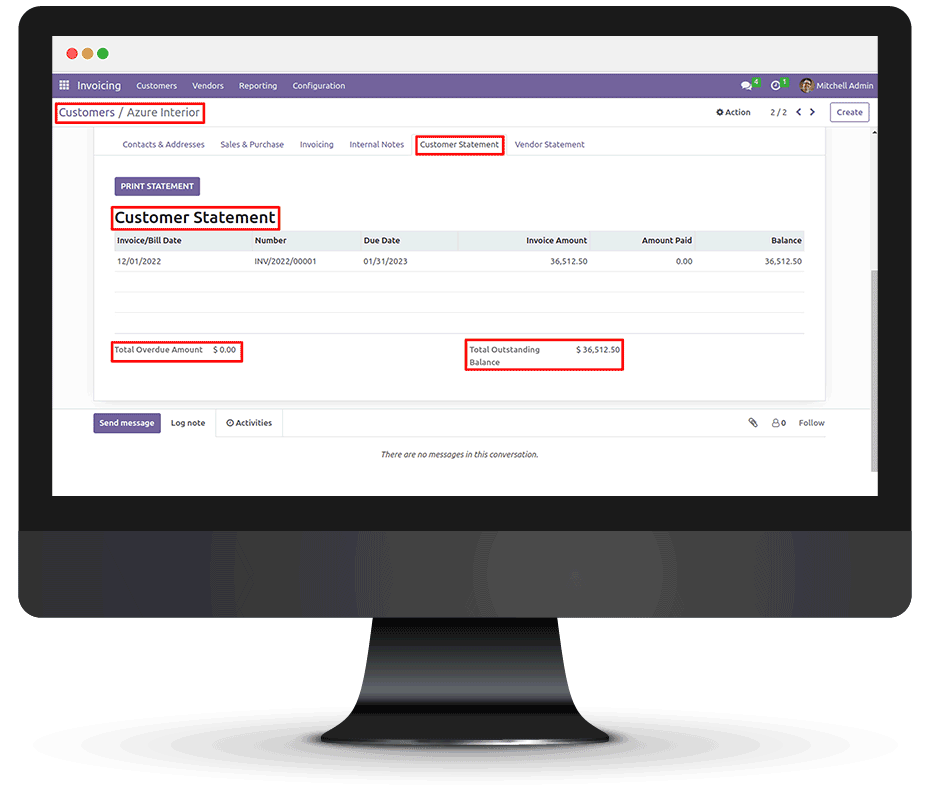 Invoicing Customers Vendors Reporting Configuration 4 1 Mitchell Admin
Customers / Azure Interior Action 2 / 2 Create
Contacts & Addresses Sales & Purchase Invoicing Internal Notes Customer Statement Vendor Statement
PRINT STATEMENT
Customer Statement
Invoice/Bill Date Number Due Date Invoice Amount Amount Paid Balance
12/01/2022 INV/2022/00001 01/31/2023 36,512.50 0.00 36,512.50
Total Overdue Amount $ 0.00 Total Outstanding $ 36,512.50
Balance
Send message Log note Activities 0 Follow
There are no messages in this conversation.